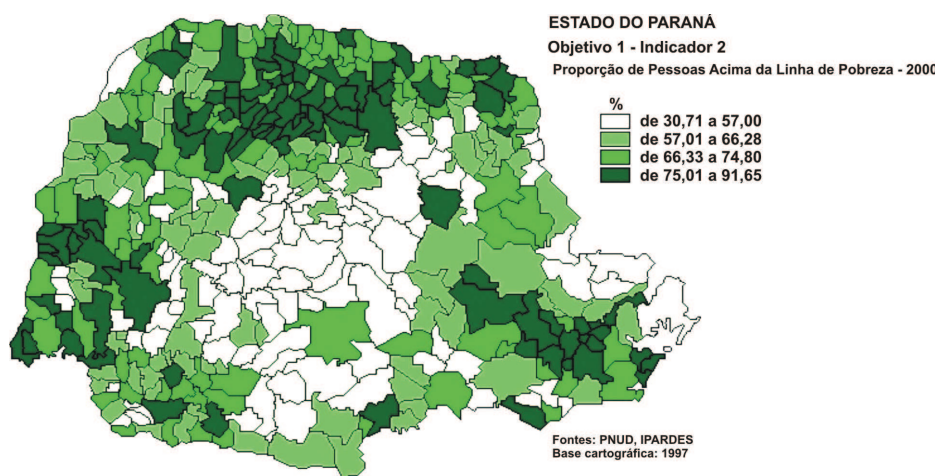 ESTADO DO PARANÁ
Objetivo 1 - Indicador 2
Proporção de Pessoas Acima da Linha de Pobreza - 2000
%
de 30,71 a 57,00
de 57,01 a 66,28
de 66,33 a 74,80
de 75,01 a 91,65
Fontes: PNUD, IPARDES
Base cartográfica: 1997